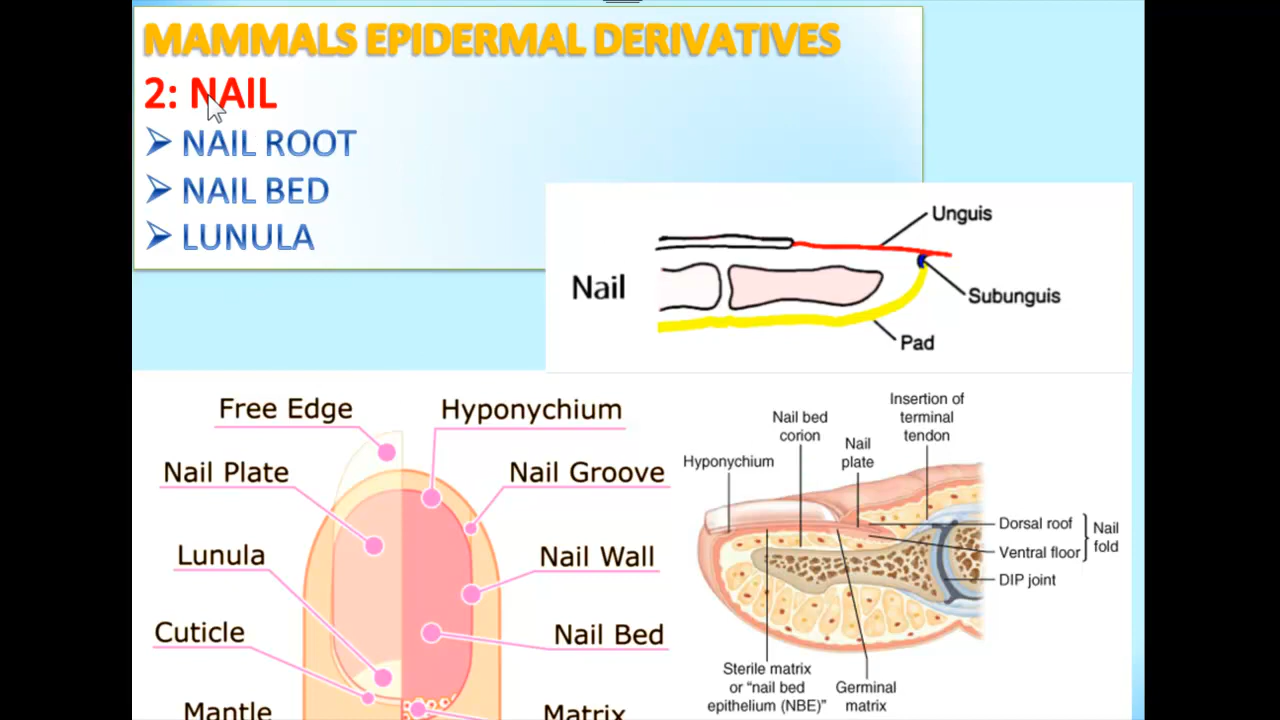 MAMMALS EPIDERMAL DERIVATIVES
2: NAIL
NAIL ROOT
NAIL BED
LUNULA
Nail
Unguis
Subunguis
Pad
Free Edge
Hyponychium
Nail Plate
Nail Groove
Lunula
Nail Wall
Cuticle
Nail Bed
Mantle
Matrix
Insertion of
terminal
tendon
Nail bed
corion
Nail
plate
Hyponychium
Dorsal roof
Ventral floor
Nail
fold
DIP joint
Sterile matrix
or “nail bed
epithelium (NBE)”
Germinal
matrix